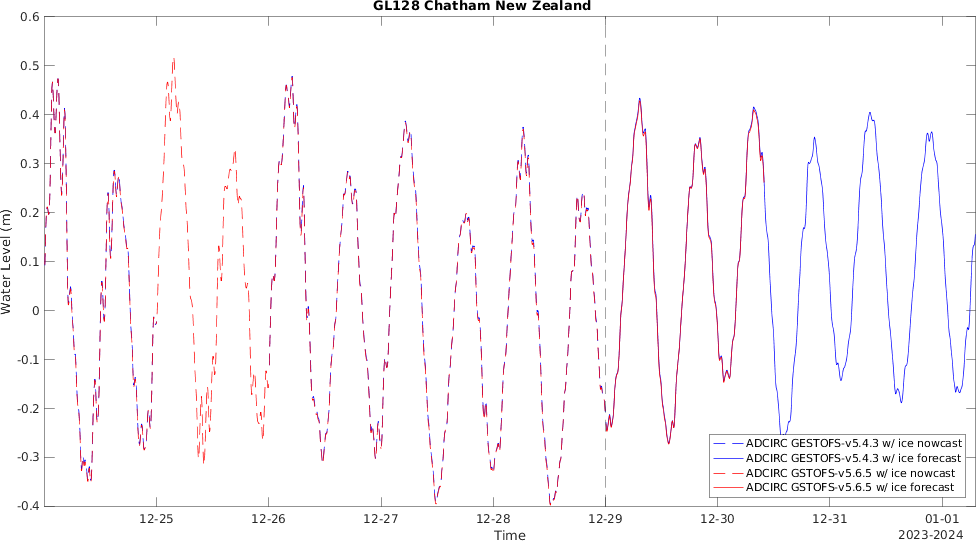 GL128 Chatham New Zealand
0.6
0.5
0.4
0.3
0.2
0.1
0
-0.1
-0.2
-0.3
-0.4
Water Level (m)
12-25
12-26
12-27
12-28
12-29
12-30
12-31
01-01
Time
2023-2024
ADCIRC GESTOFS-v5.4.3 w/ ice nowcast
ADCIRC GESTOFS-v5.4.3 w/ ice forecast
ADCIRC GSTOFS-v5.6.5 w/ ice nowcast
ADCIRC GSTOFS-v5.6.5 w/ ice forecast